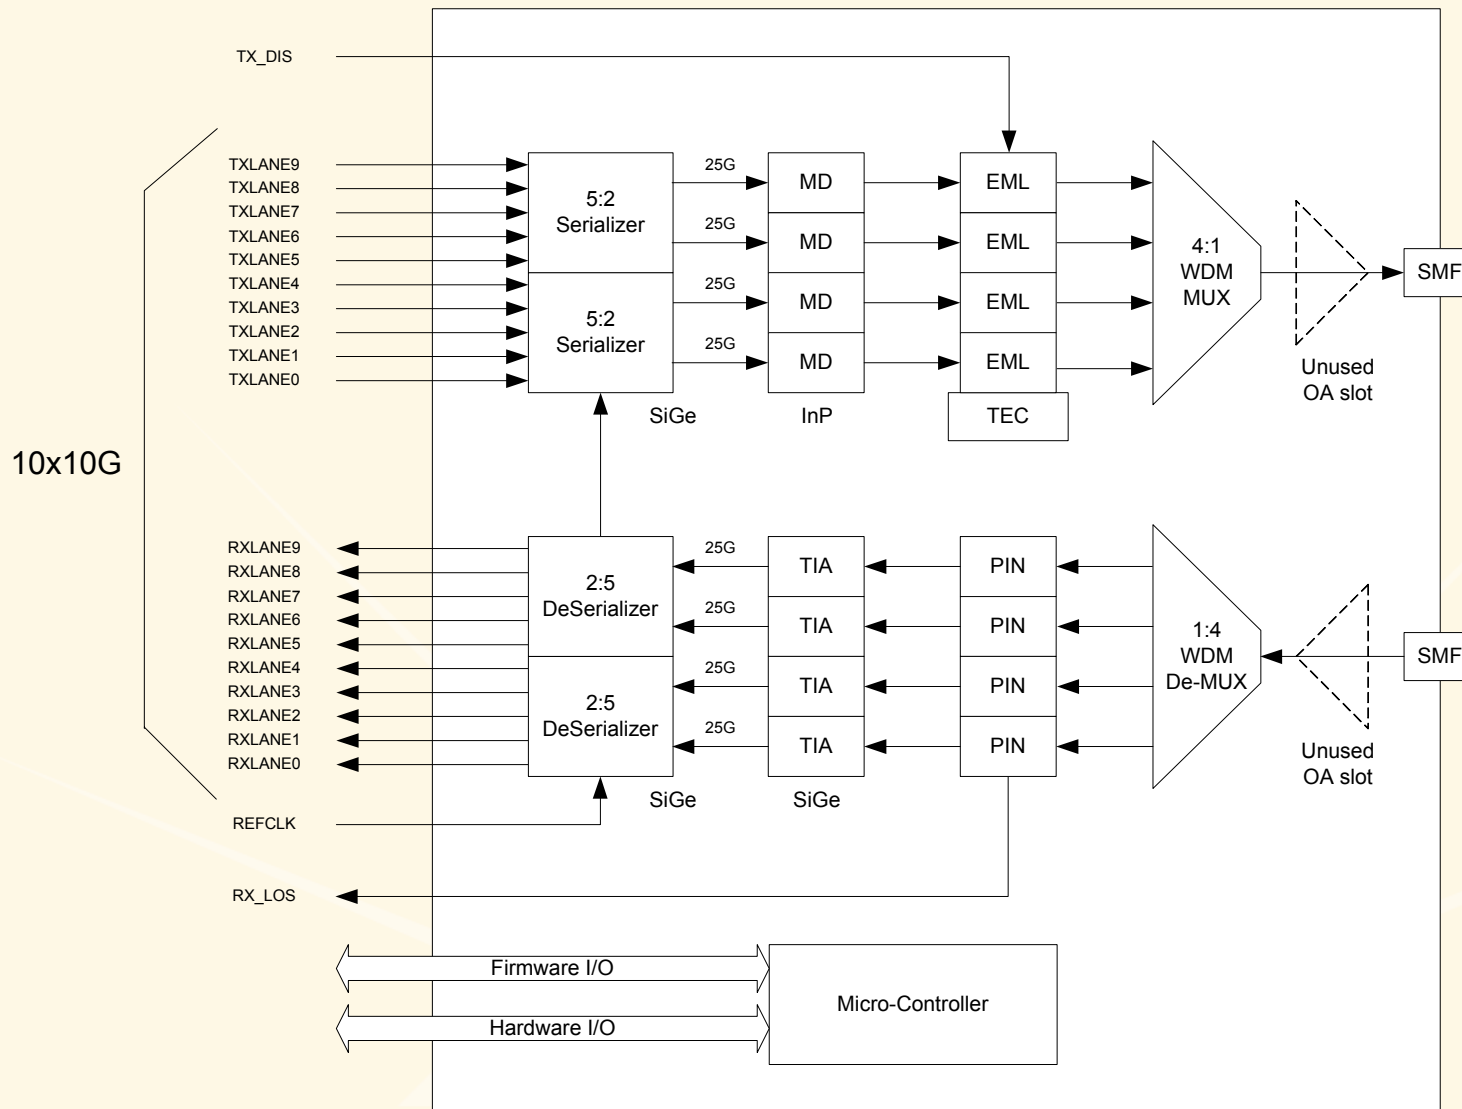 TX_DIS
TXLANE9
TXLANE8
TXLANE7
TXLANE6
TXLANE5
TXLANE4
TXLANE3
TXLANE2
TXLANE1
TXLANE0
5:2
Serializer
5:2
Serializer
SiGe
25G
25G
25G
25G
MD
MD
MD
MD
InP
EML
EML
EML
EML
TEC
4:1
WDM
MUX
Unused
OA slot
SMF
10x10G
RXLANE9
RXLANE8
RXLANE7
RXLANE6
RXLANE5
RXLANE4
RXLANE3
RXLANE2
RXLANE1
RXLANE0
2:5
DeSerializer
2:5
DeSerializer
SiGe
25G
25G
25G
25G
TIA
TIA
TIA
TIA
SiGe
PIN
PIN
PIN
PIN
1:4
WDM
De-MUX
Unused
OA slot
SMF
REFCLK
RX_LOS
Firmware I/O
Hardware I/O
Micro-Controller